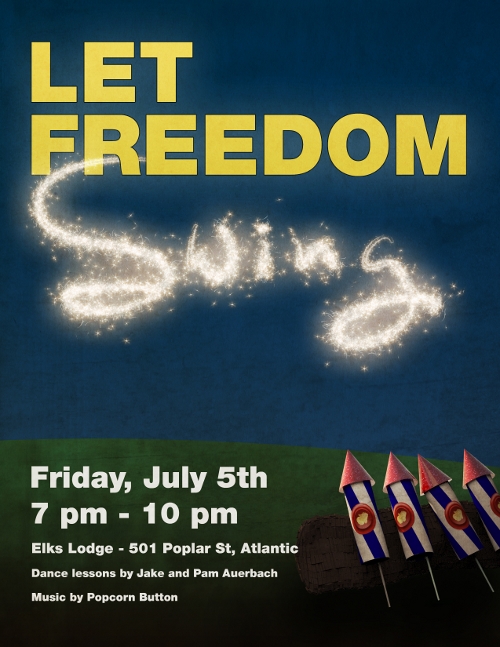 LET
FREEDOM
Swing
Friday, July 5th
7 pm - 10 pm
Elks Lodge - 501 Poplar St, Atlantic
Dance lessons by Jake and Pam Auerbach
Music by Popcorn Button